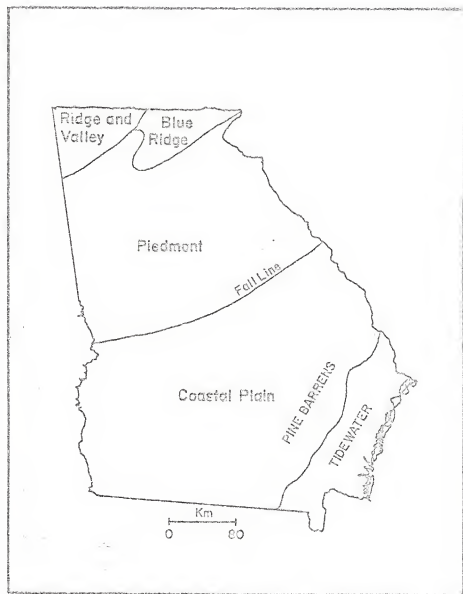 Ridge and
Valley
Blue
Ridge
Piedmont
Fall Line
Coastal Plain
PINE BARRENS
TIDEWATER
Km
0 80